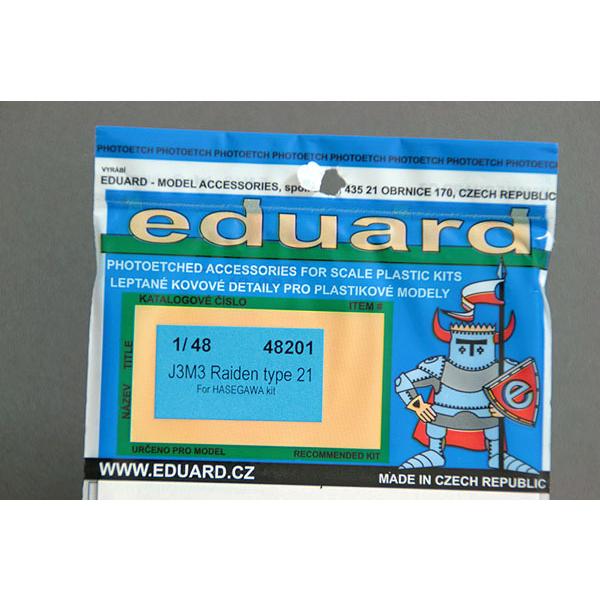 PHOTOETCH PHOTOETCH PHOTOETCH PHOTOETCH PHOTOETCH PHOTOETCH PHOTOETCH PHOTOETCH
VYRÁBÍ
EDUARD - MODEL ACCESSORIES, 435 21 OBRNICE 170, CZECH REPUBLIC
eduard
PHOTOETCHED ACCESSORIES FOR SCALE PLASTIC KITS
LEPTANÉ KOVOVÉ DETAILY PRO PLASTIKOVÉ MODELY
KATALOGOVÉ ČÍSLO ITEM #
NÁZEV TITLE
1/48 48201
J3M3 Raiden type 21
For HASEGAWA kit
URČENO PRO MODEL RECOMMENDED KIT
e
WWW.EDUARD.CZ MADE IN CZECH REPUBLIC